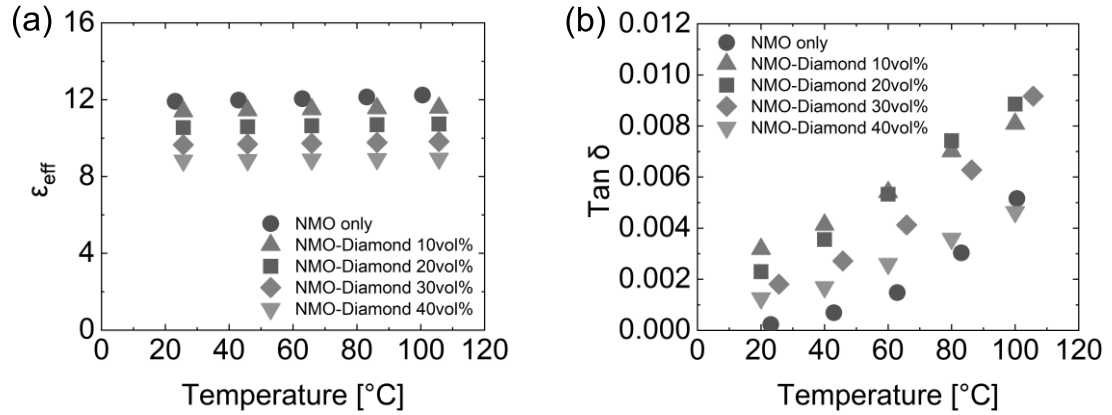 (a)
16
12
8
4
0
ε_eff
NMO only
NMO-Diamond 10vol%
NMO-Diamond 20vol%
NMO-Diamond 30vol%
NMO-Diamond 40vol%
0 20 40 60 80 100 120
Temperature [°C]
(b)
0.012
0.010
0.008
0.006
0.004
0.002
0.000
Tan δ
NMO only
NMO-Diamond 10vol%
NMO-Diamond 20vol%
NMO-Diamond 30vol%
NMO-Diamond 40vol%
0 20 40 60 80 100 120
Temperature [°C]